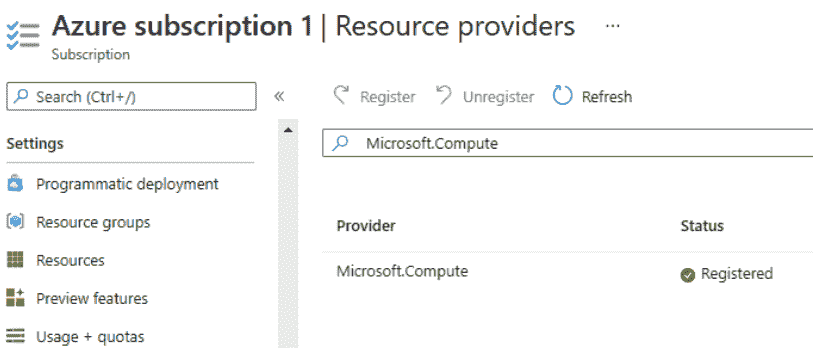 Azure subscription 1 | Resource providers ...
Subscription
Search (Ctrl+/)
«
Register Unregister Refresh
Settings
Programmatic deployment
Resource groups
Resources
Preview features
Usage + quotas
Microsoft.Compute
Provider Status
Microsoft.Compute Registered